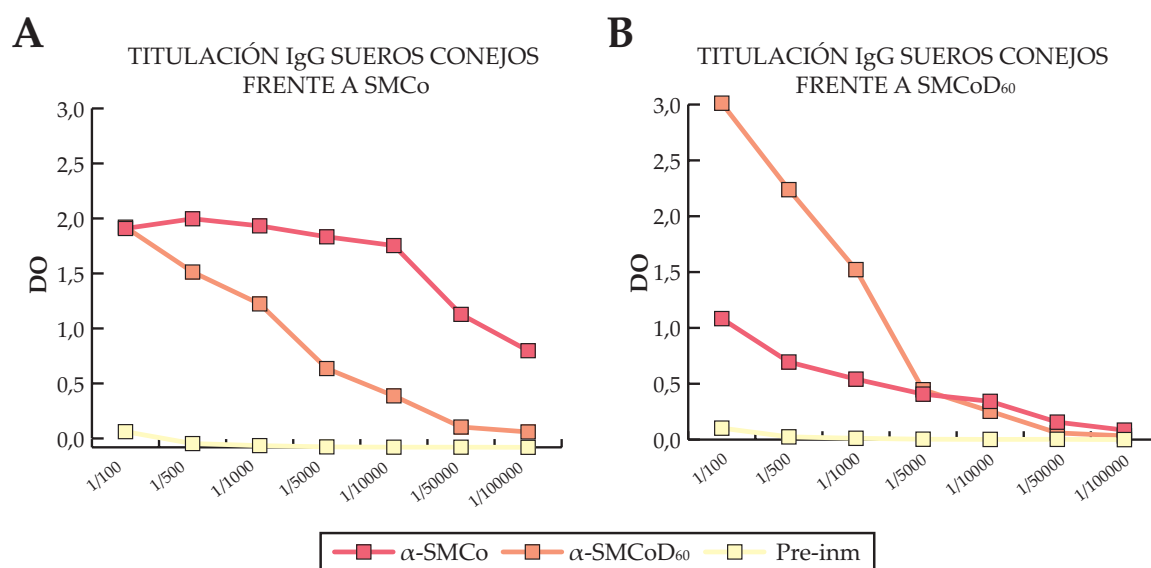 A
TITULACIÓN IgG SUEROS CONEJOS
FRENTE A SMCo
3,0
2,5
2,0
1,5
1,0
0,5
0,0
DO
1/100
1/500
1/1000
1/5000
1/10000
1/50000
1/100000
B
TITULACIÓN IgG SUEROS CONEJOS
FRENTE A SMCoD₆₀
3,0
2,5
2,0
1,5
1,0
0,5
0,0
DO
1/100
1/500
1/1000
1/5000
1/10000
1/50000
1/100000
α-SMCo
α-SMCoD₆₀
Pre-inm